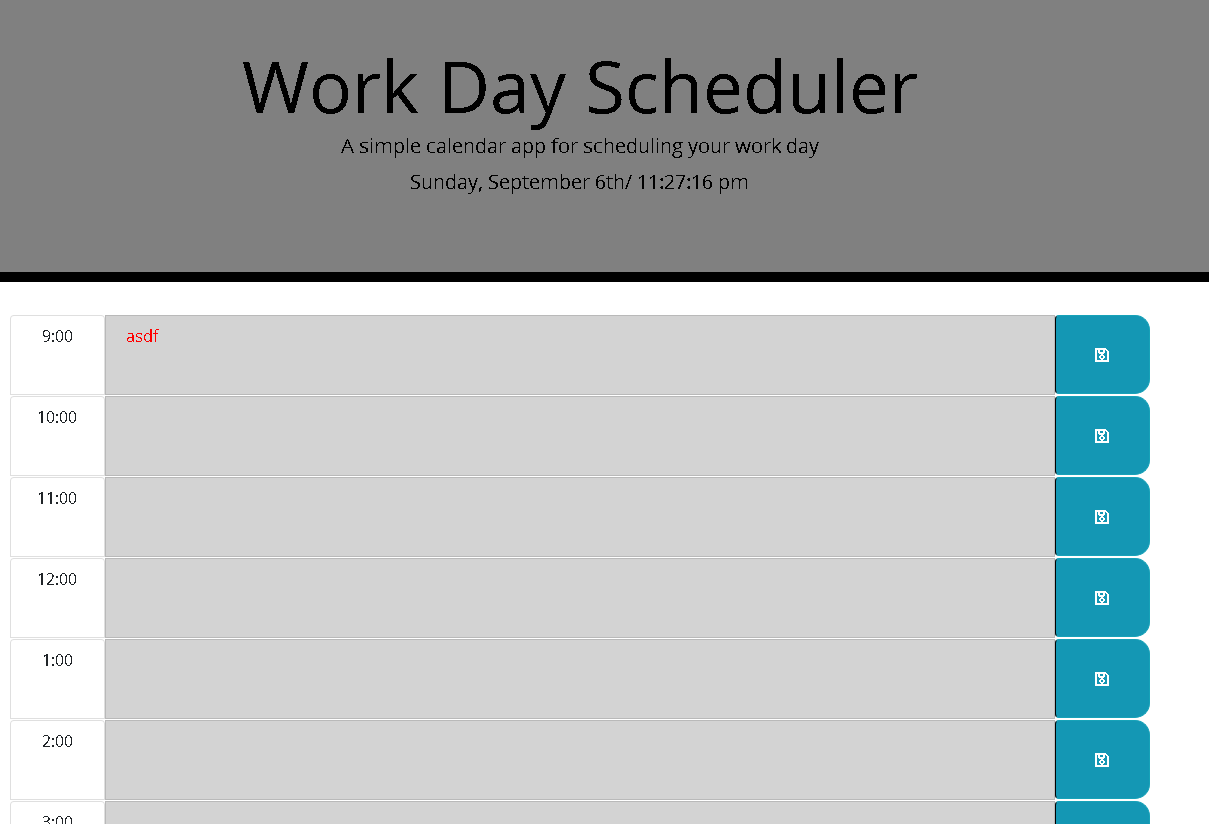 Work Day Scheduler
A simple calendar app for scheduling your work day
Sunday, September 6th/ 11:27:16 pm
9:00 asdf
10:00
11:00
12:00
1:00
2:00
3:00